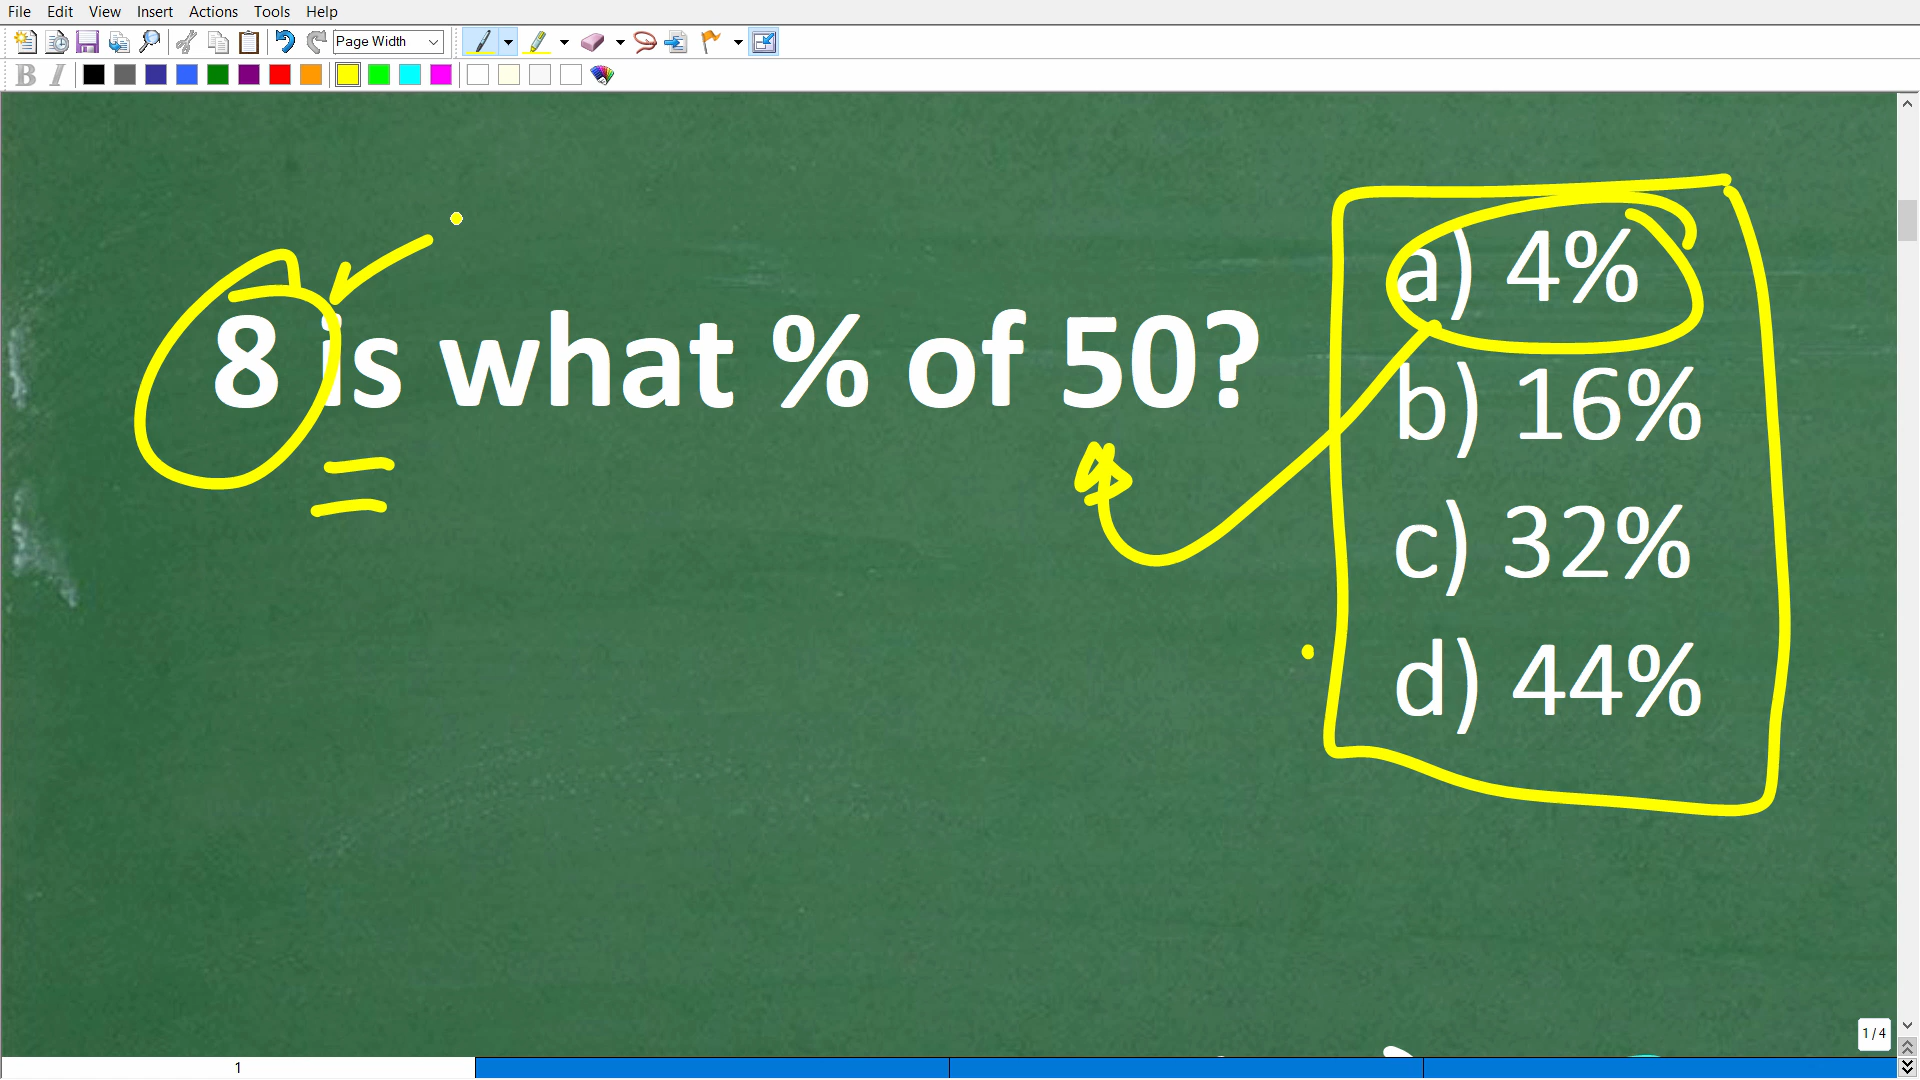 File Edit View Insert Actions Tools Help
Page Width
B I
8 is what % of 50?
a) 4%
b) 16%
c) 32%
d) 44%
1 / 4
1